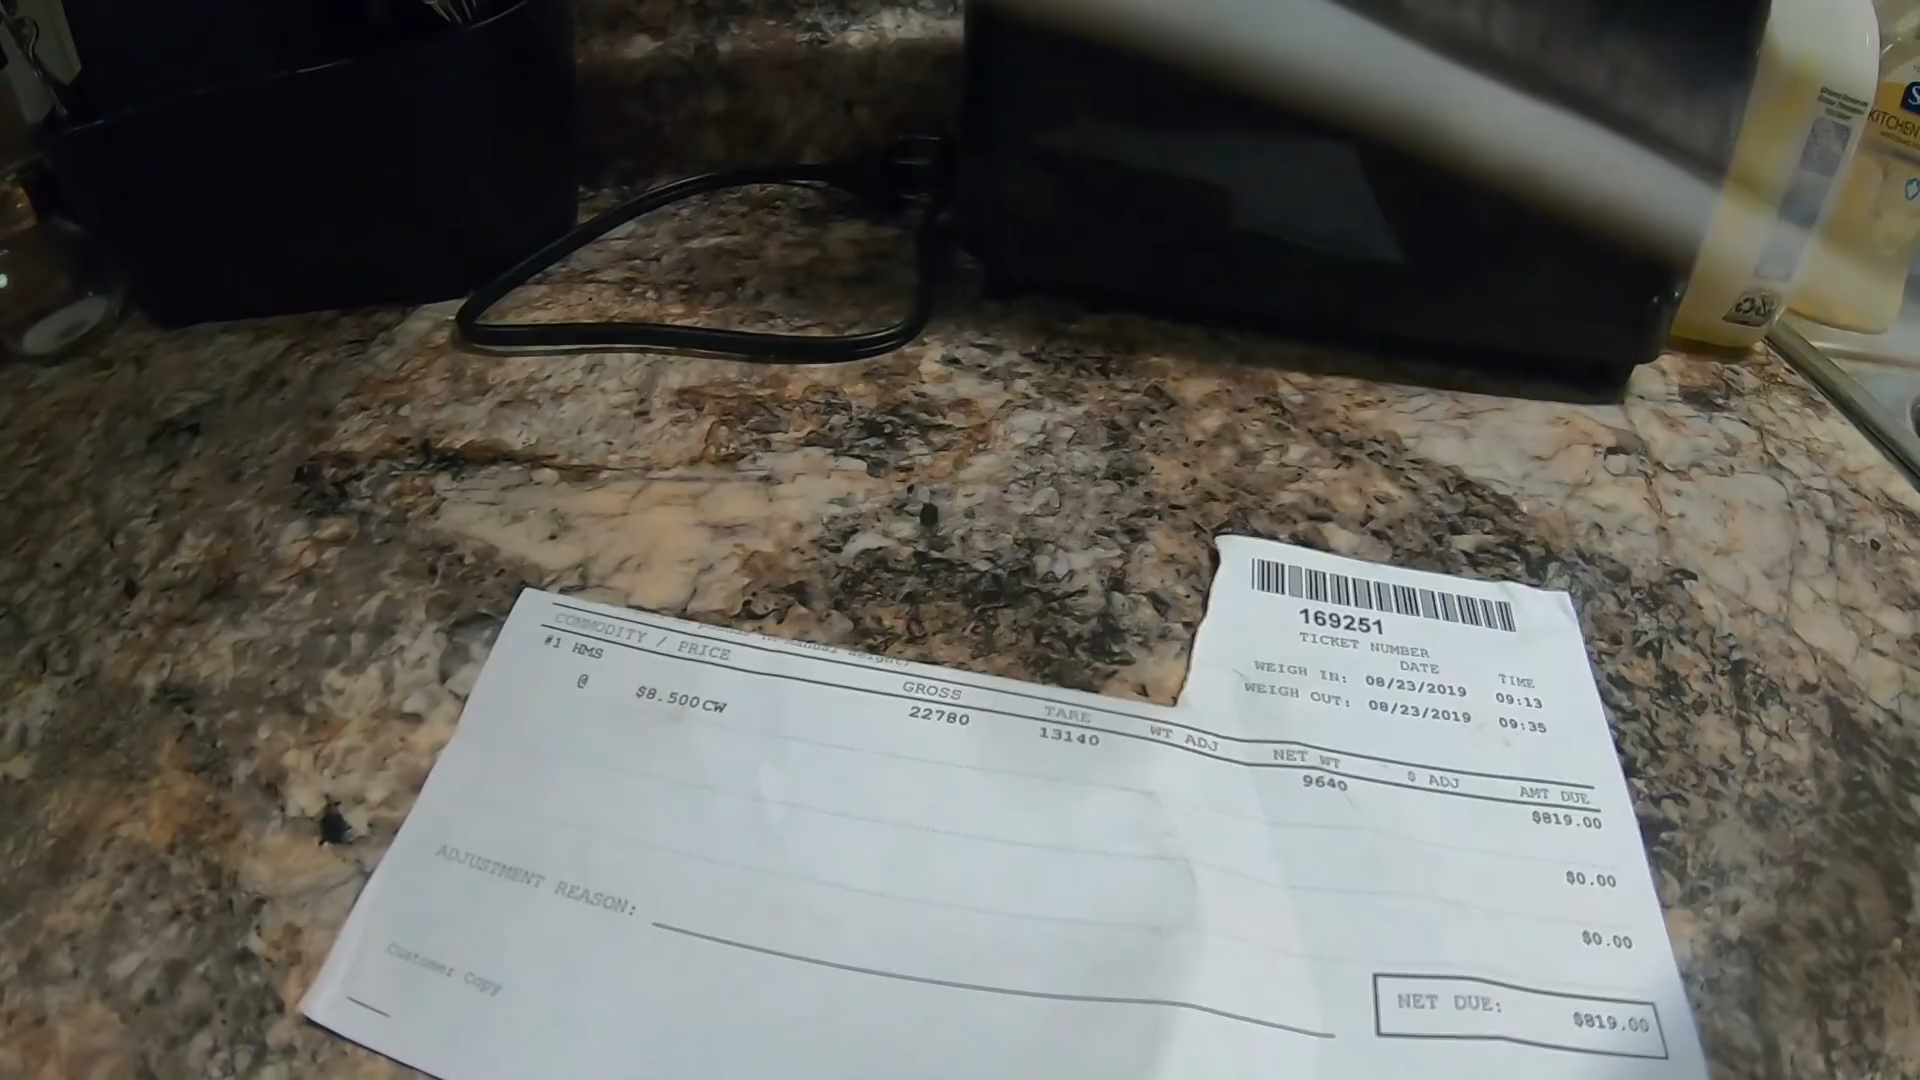 169251
TICKET NUMBER
DATE TIME
WEIGH IN: 08/23/2019 09:13
WEIGH OUT: 08/23/2019 09:35
COMMODITY / PRICE GROSS TARE WT ADJ NET WT $ ADJ AMT DUE
#1 HMS 22780 13140 9640 $819.00
@ $8.500CW
$0.00
$0.00
ADJUSTMENT REASON:
NET DUE: $819.00
Customer Copy
KITCHEN